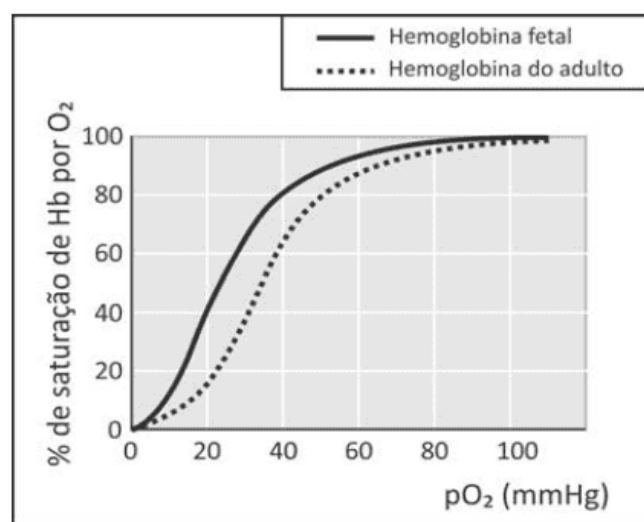 Hemoglobina fetal
Hemoglobina do adulto
% de saturação de Hb por O₂
100
80
60
40
20
0
0 20 40 60 80 100
pO₂ (mmHg)